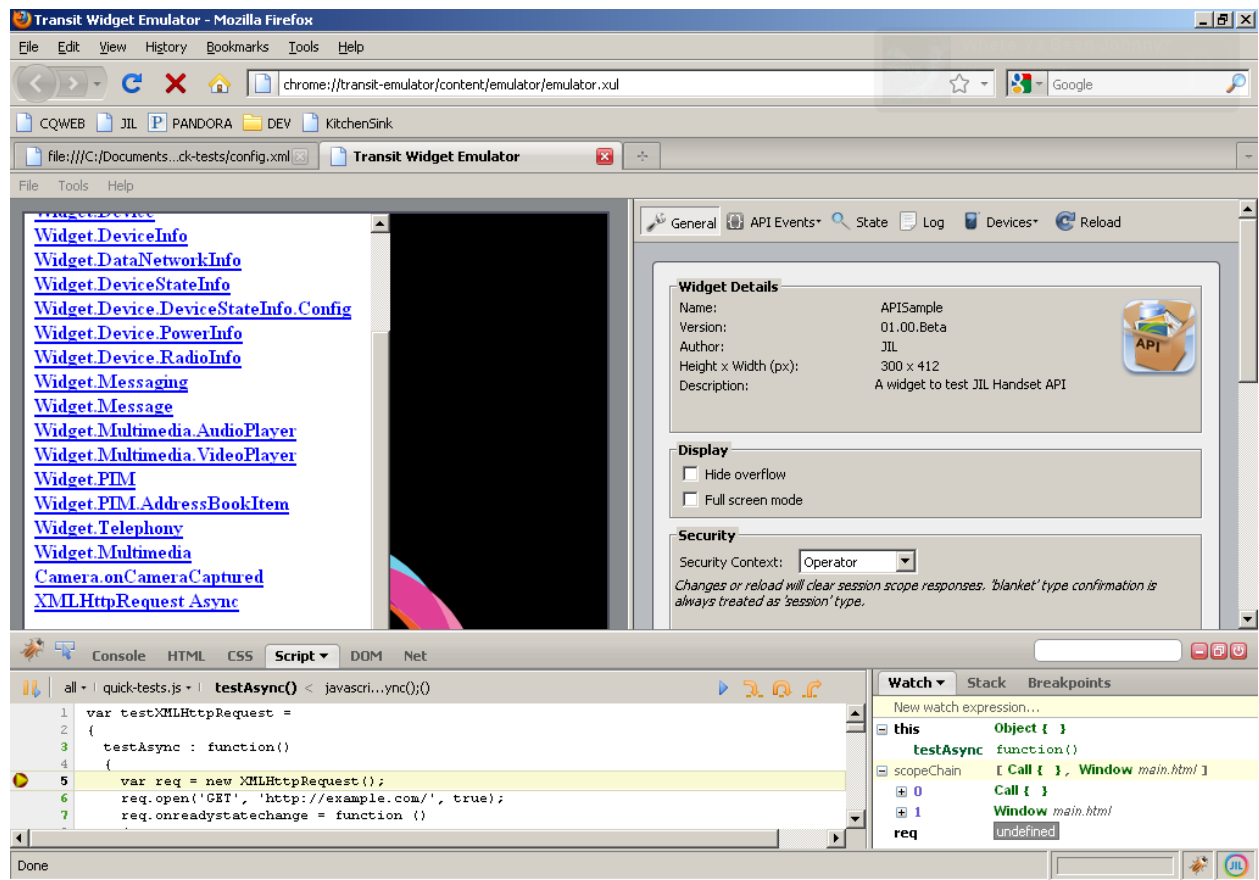 Transit Widget Emulator - Mozilla Firefox
File Edit View History Bookmarks Tools Help
chrome://transit-emulator/content/emulator/emulator.xul
Google
CQWEB JIL PANDORA DEV KitchenSink
file:///C:/Documents...ck-tests/config.xml Transit Widget Emulator
File Tools Help
Widget.Device
Widget.DeviceInfo
Widget.DataNetworkInfo
Widget.DeviceStateInfo
Widget.Device.DeviceStateInfo.Config
Widget.Device.PowerInfo
Widget.Device.RadioInfo
Widget.Messaging
Widget.Message
Widget.Multimedia.AudioPlayer
Widget.Multimedia.VideoPlayer
Widget.PIM
Widget.PIM.AddressBookItem
Widget.Telephony
Widget.Multimedia
Camera.onCameraCaptured
XMLHttpRequest Async
General API Events State Log Devices Reload
Widget Details
Name: APISample
Version: 01.00.Beta
Author: JIL
Height x Width (px): 300 x 412
Description: A widget to test JIL Handset API
API
Display
Hide overflow
Full screen mode
Security
Security Context: Operator
Changes or reload will clear session scope responses. 'blanket' type confirmation is
always treated as 'session' type.
Console HTML CSS Script DOM Net
all quick-tests.js testAsync() < javascri...ync();()
1 var testXMLHttpRequest =
2 {
3 testAsync : function()
4 {
5 var req = new XMLHttpRequest();
6 req.open('GET', 'http://example.com/', true);
7 req.onreadystatechange = function ()
Watch Stack Breakpoints
New watch expression...
this Object { }
testAsync function()
scopeChain [ Call { }, Window main.html ]
0 Call { }
1 Window main.html
req undefined
Done
JIL